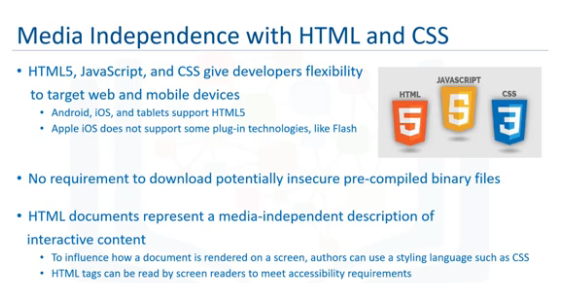 Media Independence with HTML and CSS
• HTML5, JavaScript, and CSS give developers flexibility
to target web and mobile devices
• Android, iOS, and tablets support HTML5
• Apple iOS does not support some plug-in technologies, like Flash
HTML
5
JAVASCRIPT
5
CSS
3
• No requirement to download potentially insecure pre-compiled binary files
• HTML documents represent a media-independent description of
interactive content
• To influence how a document is rendered on a screen, authors can use a styling language such as CSS
• HTML tags can be read by screen readers to meet accessibility requirements